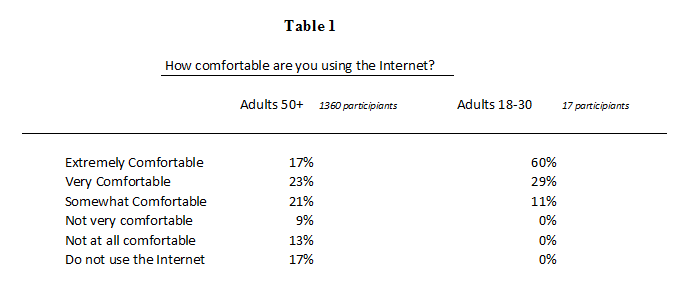 Table 1
How comfortable are you using the Internet?
Adults 50+ 1360 participants Adults 18-30 17 participants
Extremely Comfortable 17% 60%
Very Comfortable 23% 29%
Somewhat Comfortable 21% 11%
Not very comfortable 9% 0%
Not at all comfortable 13% 0%
Do not use the Internet 17% 0%